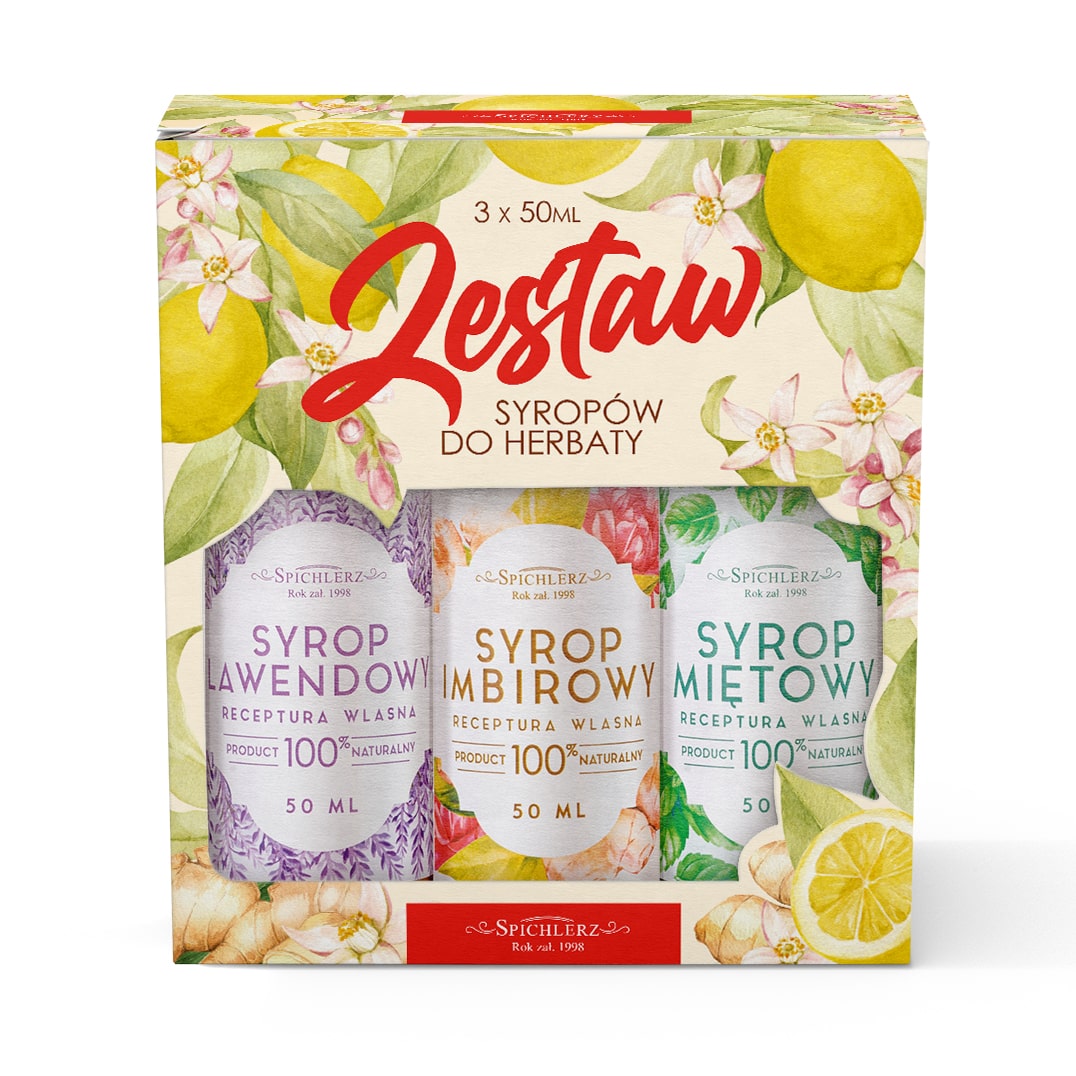 3 x 50ML
Zestaw
SYROPÓW
DO HERBATY
SPICHLERZ
Rok zał. 1998
SYROP
LAWENDOWY
RECEPTURA WLASNA
PRODUCT 100% NATURALNY
50 ML
SPICHLERZ
Rok zał. 1998
SYROP
IMBIROWY
RECEPTURA WLASNA
PRODUCT 100% NATURALNY
50 ML
SPICHLERZ
Rok zał. 1998
SYROP
MIĘTOWY
RECEPTURA WLASNA
PRODUCT 100% NATURALNY
50
SPICHLERZ
Rok zał. 1998